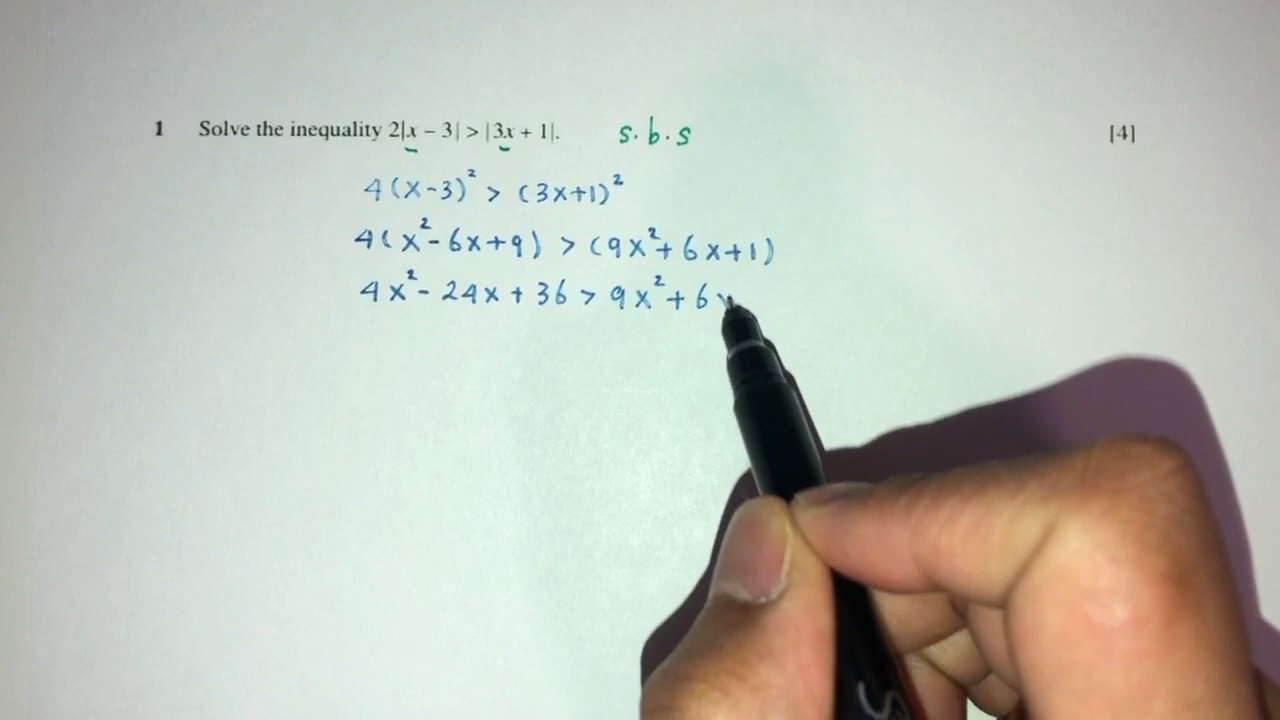 1 Solve the inequality 2|x − 3| > |3x + 1|. s.b.s [4]
4(x-3)² > (3x+1)²
4(x²-6x+9) > (9x²+6x+1)
4x²-24x+36 > 9x²+6x